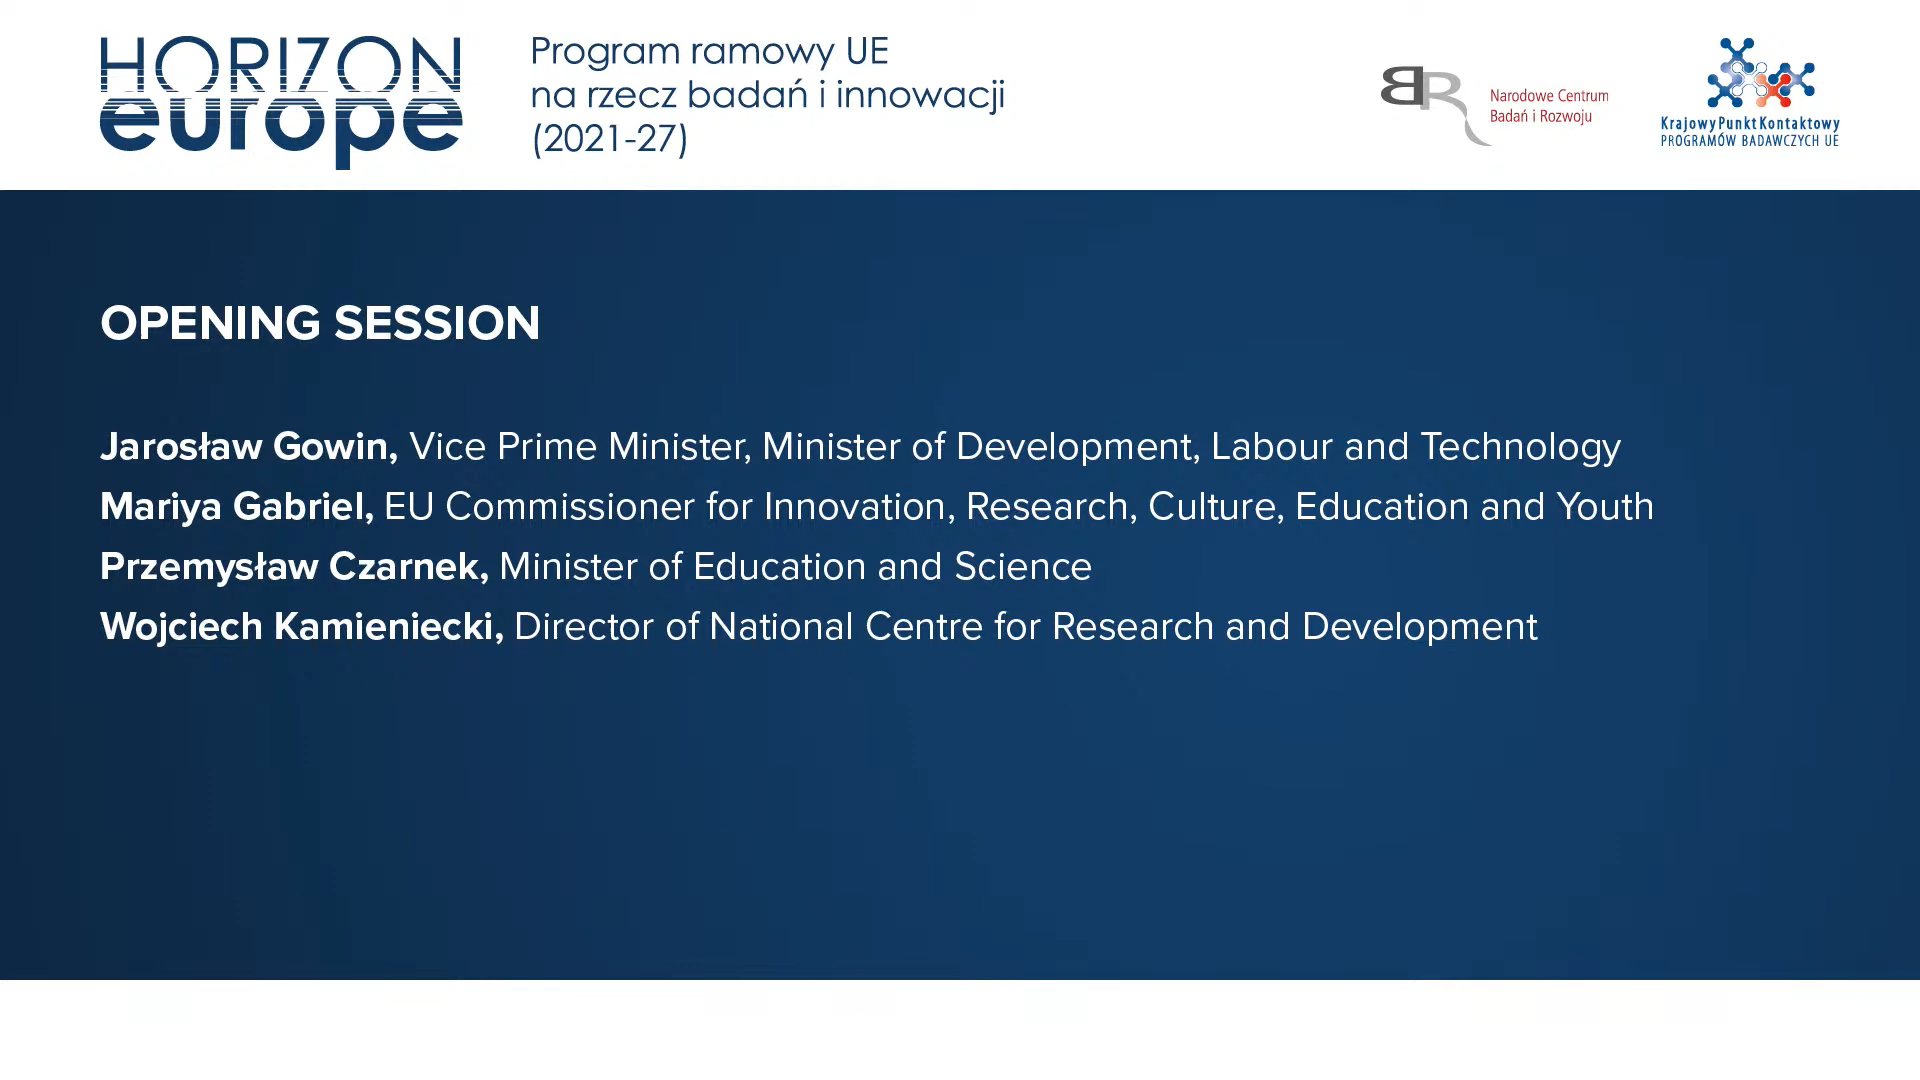 HORIZON
europe
Program ramowy UE
na rzecz badań i innowacji
(2021-27)
BR
Narodowe Centrum
Badań i Rozwoju
Krajowy Punkt Kontaktowy
PROGRAMÓW BADAWCZYCH UE
OPENING SESSION
Jarosław Gowin, Vice Prime Minister, Minister of Development, Labour and Technology
Mariya Gabriel, EU Commissioner for Innovation, Research, Culture, Education and Youth
Przemysław Czarnek, Minister of Education and Science
Wojciech Kamieniecki, Director of National Centre for Research and Development